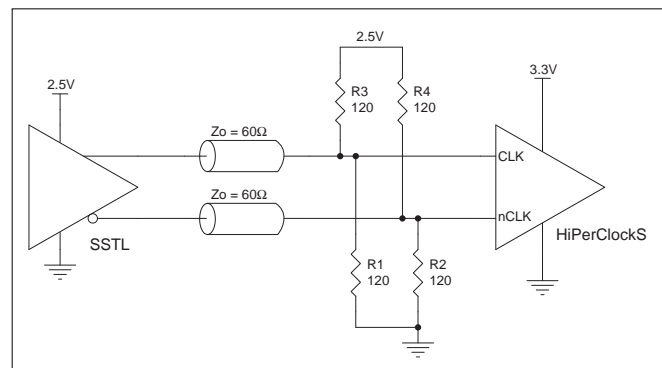 2.5V
2.5V
3.3V
R3
120
R4
120
Zo = 60Ω
CLK
Zo = 60Ω
nCLK
SSTL
HiPerClockS
R1
120
R2
120